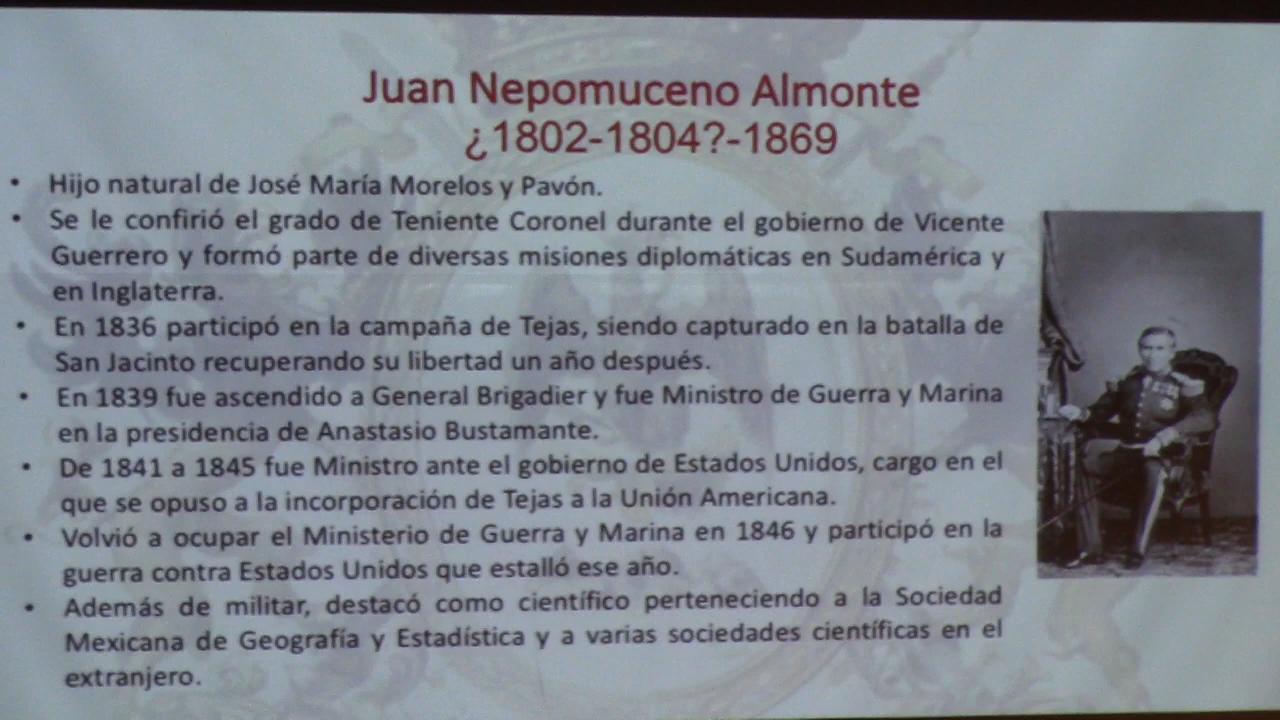 Juan Nepomuceno Almonte
¿1802-1804?-1869
• Hijo natural de José María Morelos y Pavón.
• Se le confirió el grado de Teniente Coronel durante el gobierno de Vicente
Guerrero y formó parte de diversas misiones diplomáticas en Sudamérica y
en Inglaterra.
• En 1836 participó en la campaña de Tejas, siendo capturado en la batalla de
San Jacinto recuperando su libertad un año después.
• En 1839 fue ascendido a General Brigadier y fue Ministro de Guerra y Marina
en la presidencia de Anastasio Bustamante.
• De 1841 a 1845 fue Ministro ante el gobierno de Estados Unidos, cargo en el
que se opuso a la incorporación de Tejas a la Unión Americana.
• Volvió a ocupar el Ministerio de Guerra y Marina en 1846 y participó en la
guerra contra Estados Unidos que estalló ese año.
• Además de militar, destacó como científico perteneciendo a la Sociedad
Mexicana de Geografía y Estadística y a varias sociedades científicas en el
extranjero.